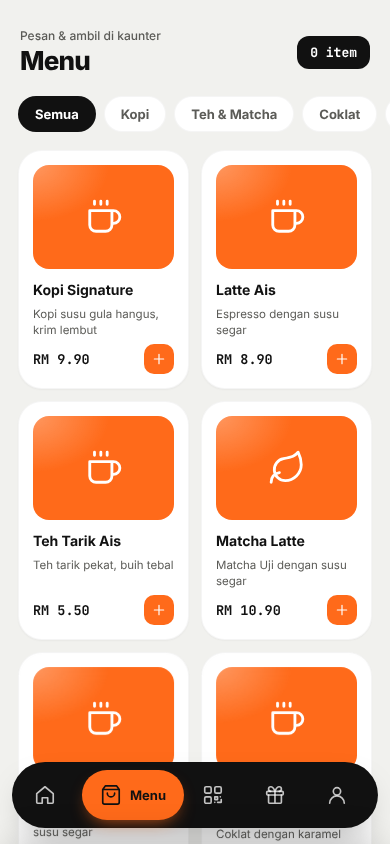 Pesan & ambil di kaunter
Menu
0 item
Semua
Kopi
Teh & Matcha
Coklat
Kopi Signature
Kopi susu gula hangus,
krim lembut
RM 9.90
Latte Ais
Espresso dengan susu
segar
RM 8.90
Teh Tarik Ais
Teh tarik pekat, buih tebal
RM 5.50
Matcha Latte
Matcha Uji dengan susu
segar
RM 10.90
Menu
susu segar
Coklat dengan karamel